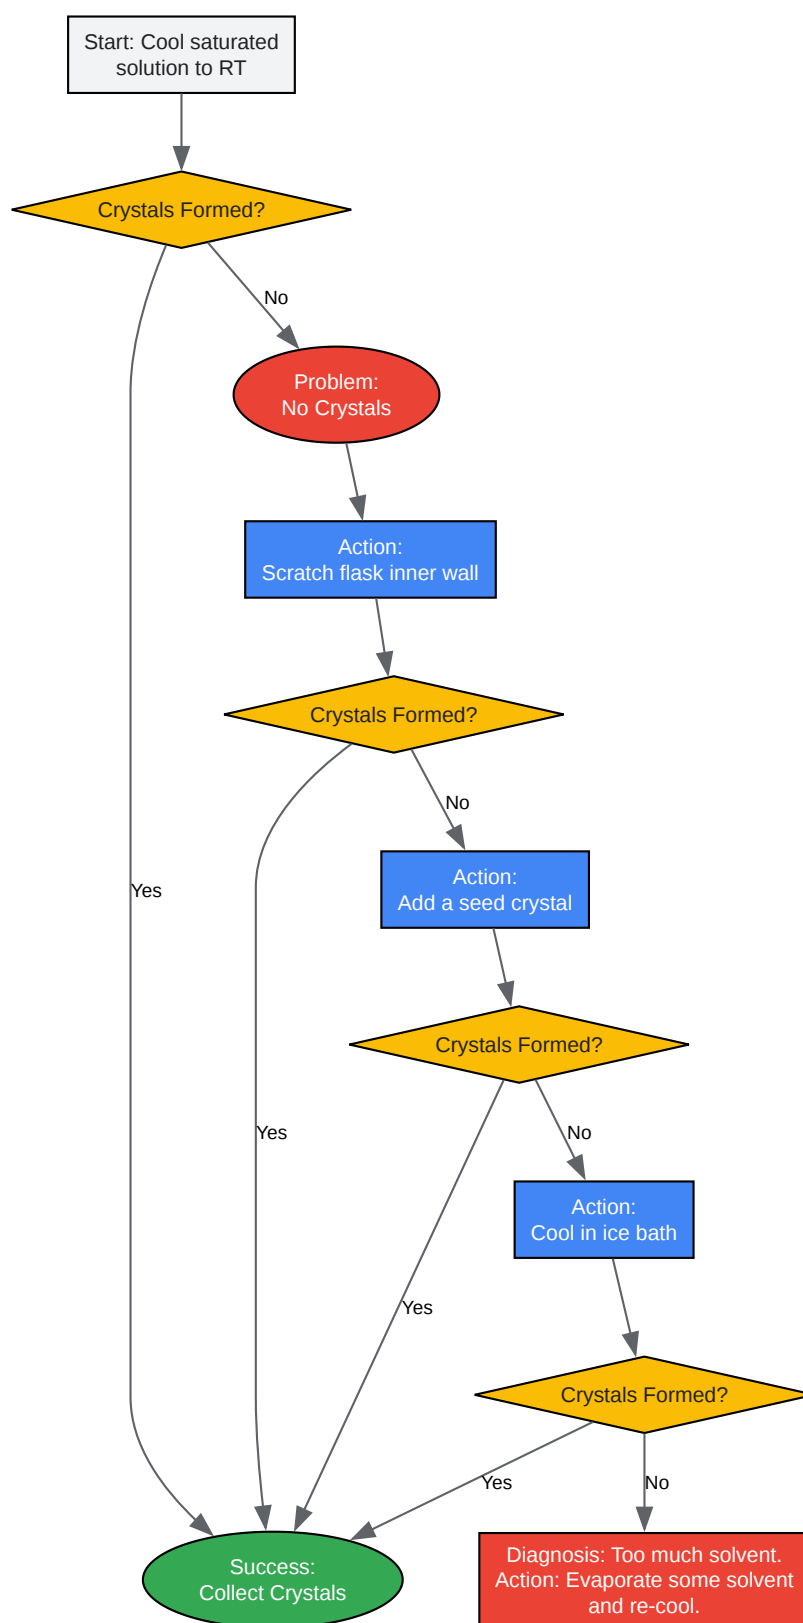 Start: Cool saturated
solution to RT
Crystals Formed?
No
Problem:
No Crystals
Action:
Scratch flask inner wall
Crystals Formed?
No
Action:
Add a seed crystal
Yes
Crystals Formed?
Yes
No
Action:
Cool in ice bath
Yes
Crystals Formed?
Yes
No
Success:
Collect Crystals
Diagnosis: Too much solvent.
Action: Evaporate some solvent
and re-cool.